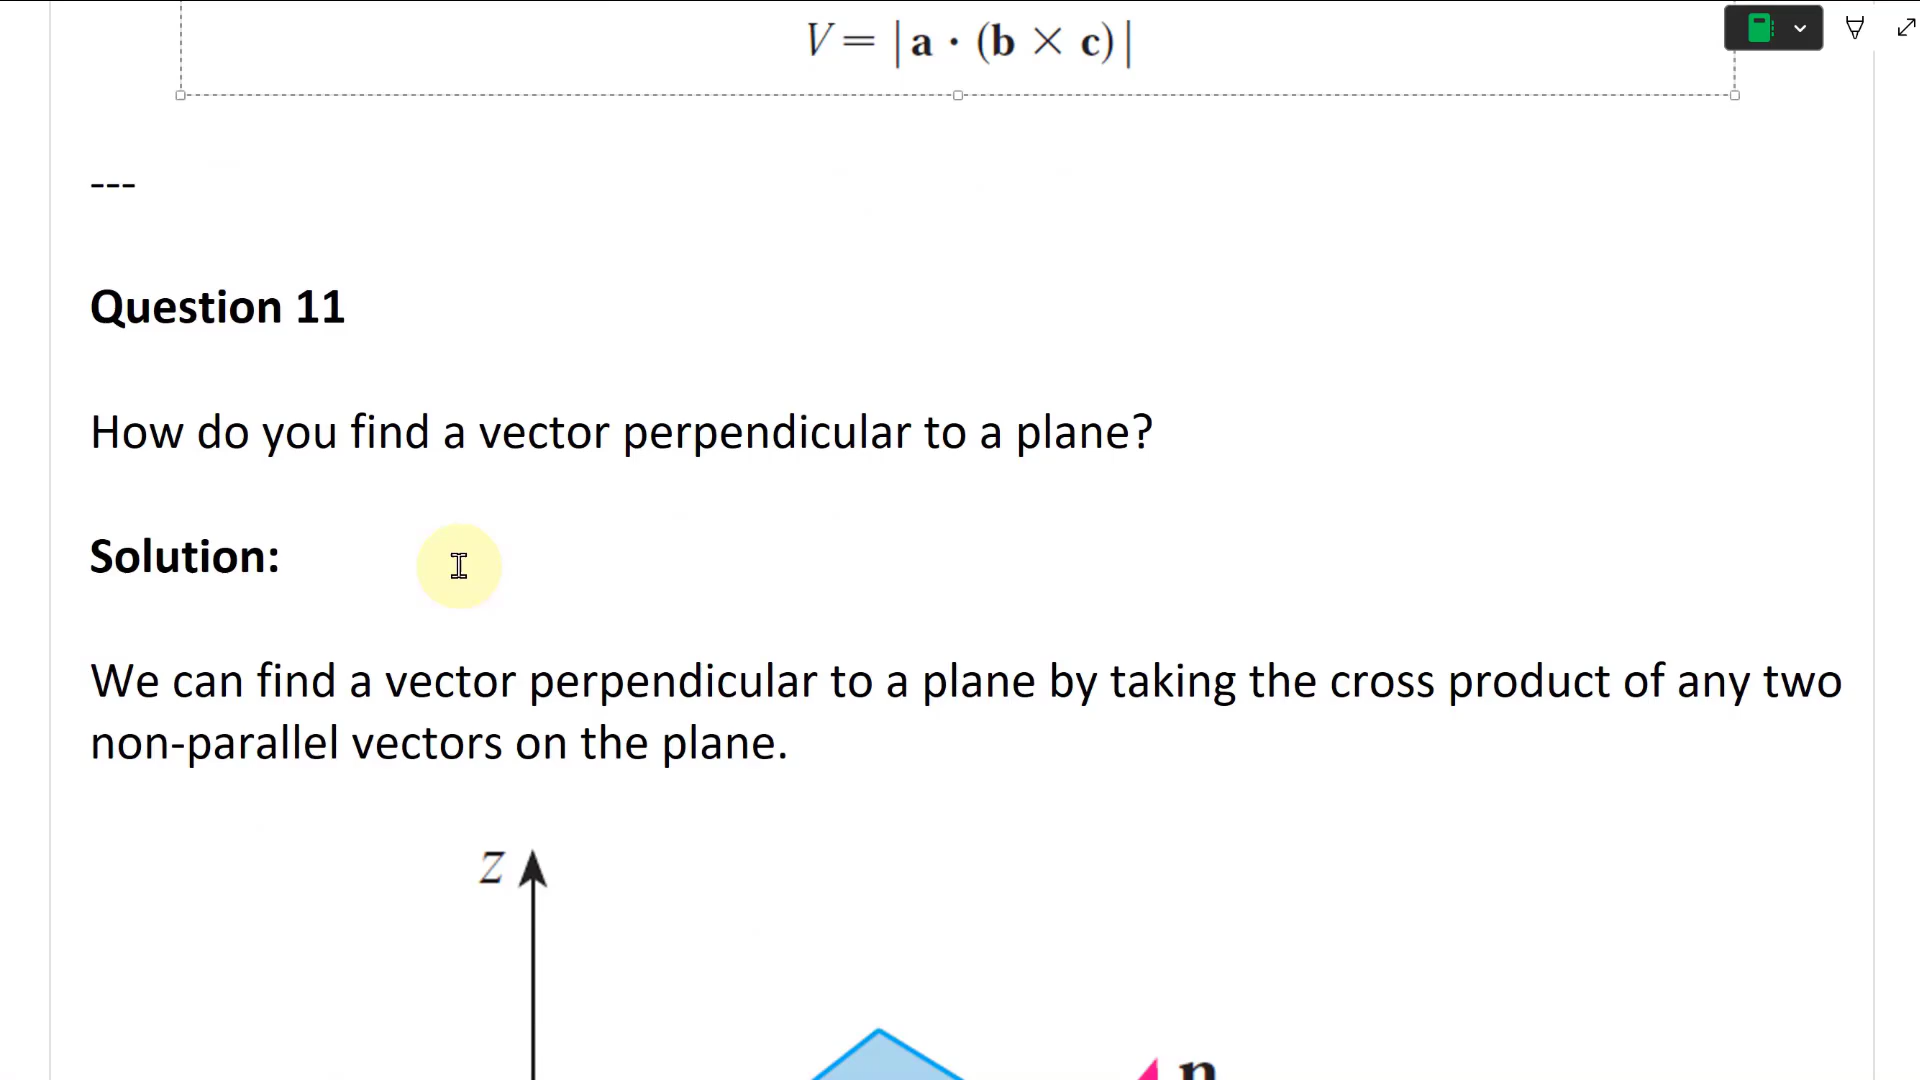 V = | a · (b × c) |
---
Question 11
How do you find a vector perpendicular to a plane?
Solution:
We can find a vector perpendicular to a plane by taking the cross product of any two
non-parallel vectors on the plane.
z
n